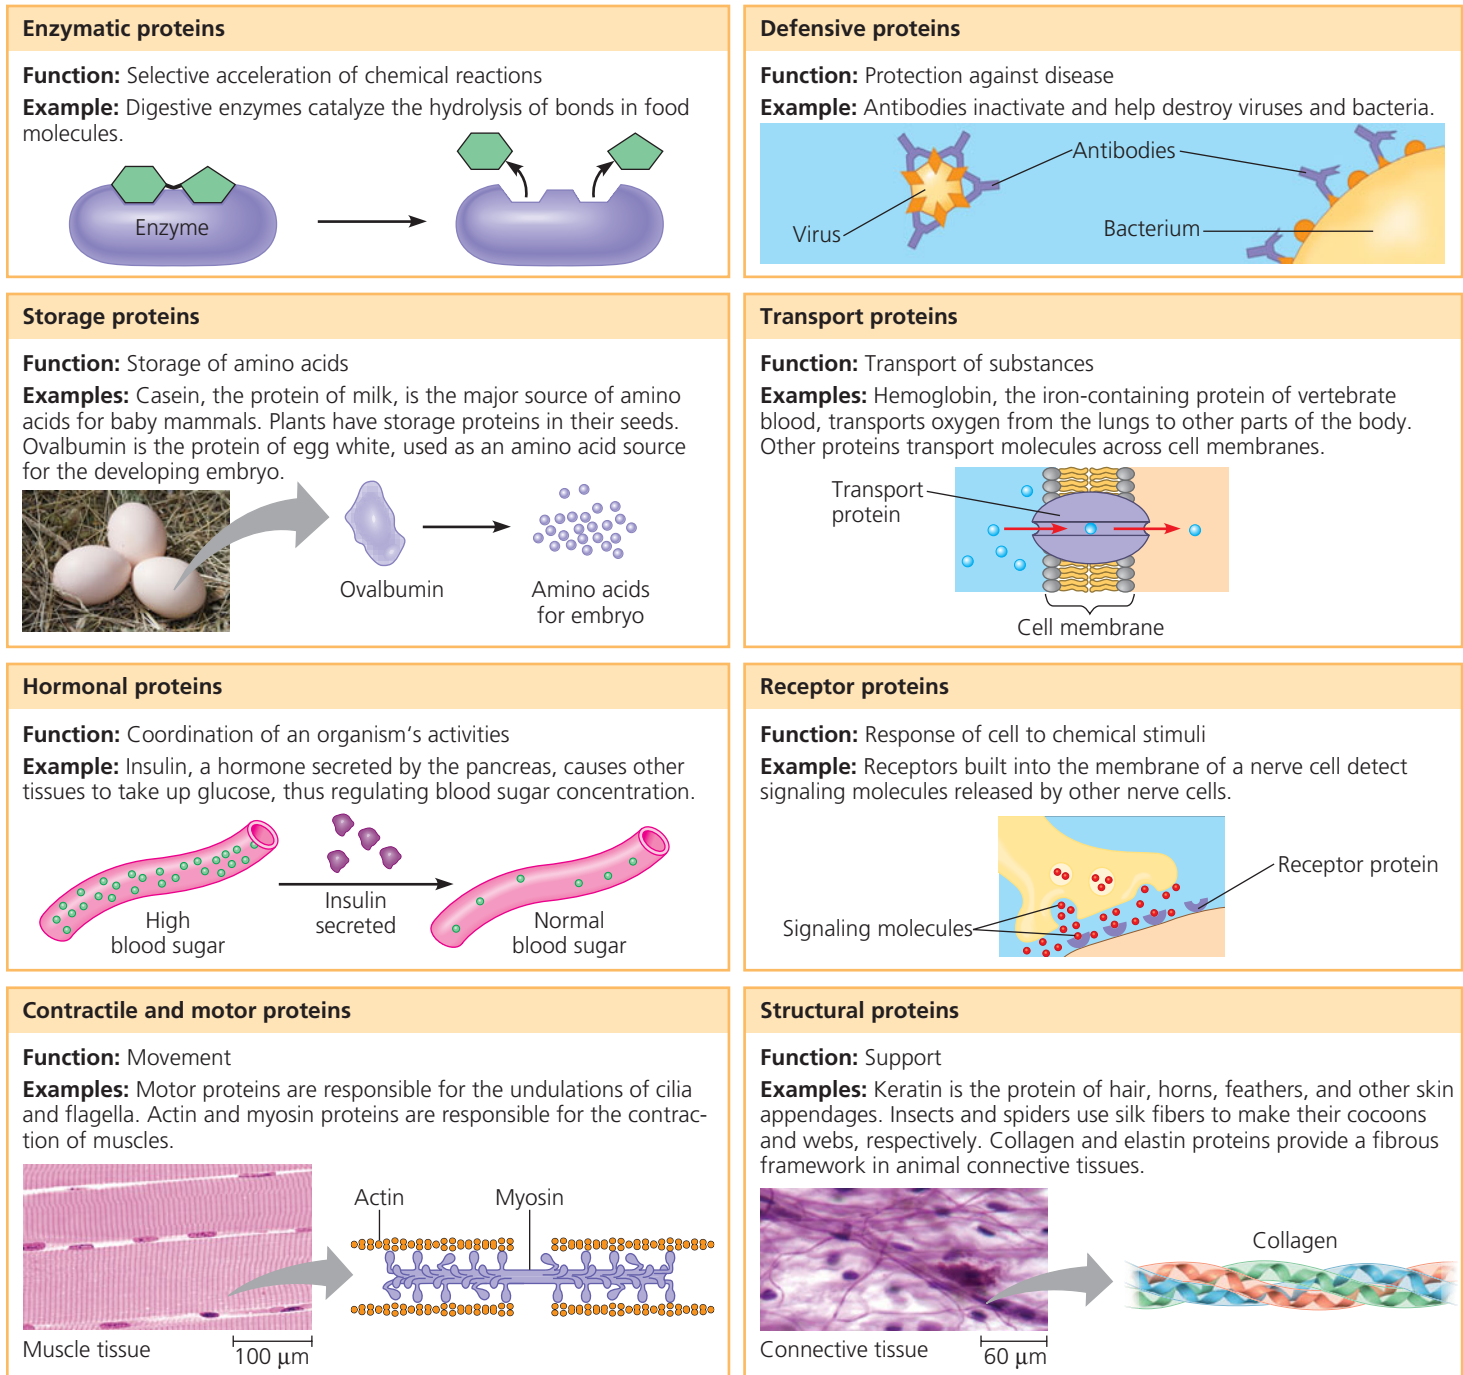 Enzymatic proteins
Function: Selective acceleration of chemical reactions
Example: Digestive enzymes catalyze the hydrolysis of bonds in food
molecules.
Enzyme
Defensive proteins
Function: Protection against disease
Example: Antibodies inactivate and help destroy viruses and bacteria.
Antibodies
Virus
Bacterium
Storage proteins
Function: Storage of amino acids
Examples: Casein, the protein of milk, is the major source of amino
acids for baby mammals. Plants have storage proteins in their seeds.
Ovalbumin is the protein of egg white, used as an amino acid source
for the developing embryo.
Ovalbumin
Amino acids
for embryo
Transport proteins
Function: Transport of substances
Examples: Hemoglobin, the iron-containing protein of vertebrate
blood, transports oxygen from the lungs to other parts of the body.
Other proteins transport molecules across cell membranes.
Transport
protein
Cell membrane
Hormonal proteins
Function: Coordination of an organism's activities
Example: Insulin, a hormone secreted by the pancreas, causes other
tissues to take up glucose, thus regulating blood sugar concentration.
High
blood sugar
Insulin
secreted
Normal
blood sugar
Receptor proteins
Function: Response of cell to chemical stimuli
Example: Receptors built into the membrane of a nerve cell detect
signaling molecules released by other nerve cells.
Receptor protein
Signaling molecules
Contractile and motor proteins
Function: Movement
Examples: Motor proteins are responsible for the undulations of cilia
and flagella. Actin and myosin proteins are responsible for the contrac-
tion of muscles.
Actin
Myosin
Muscle tissue
100 μm
Structural proteins
Function: Support
Examples: Keratin is the protein of hair, horns, feathers, and other skin
appendages. Insects and spiders use silk fibers to make their cocoons
and webs, respectively. Collagen and elastin proteins provide a fibrous
framework in animal connective tissues.
Collagen
Connective tissue
60 μm